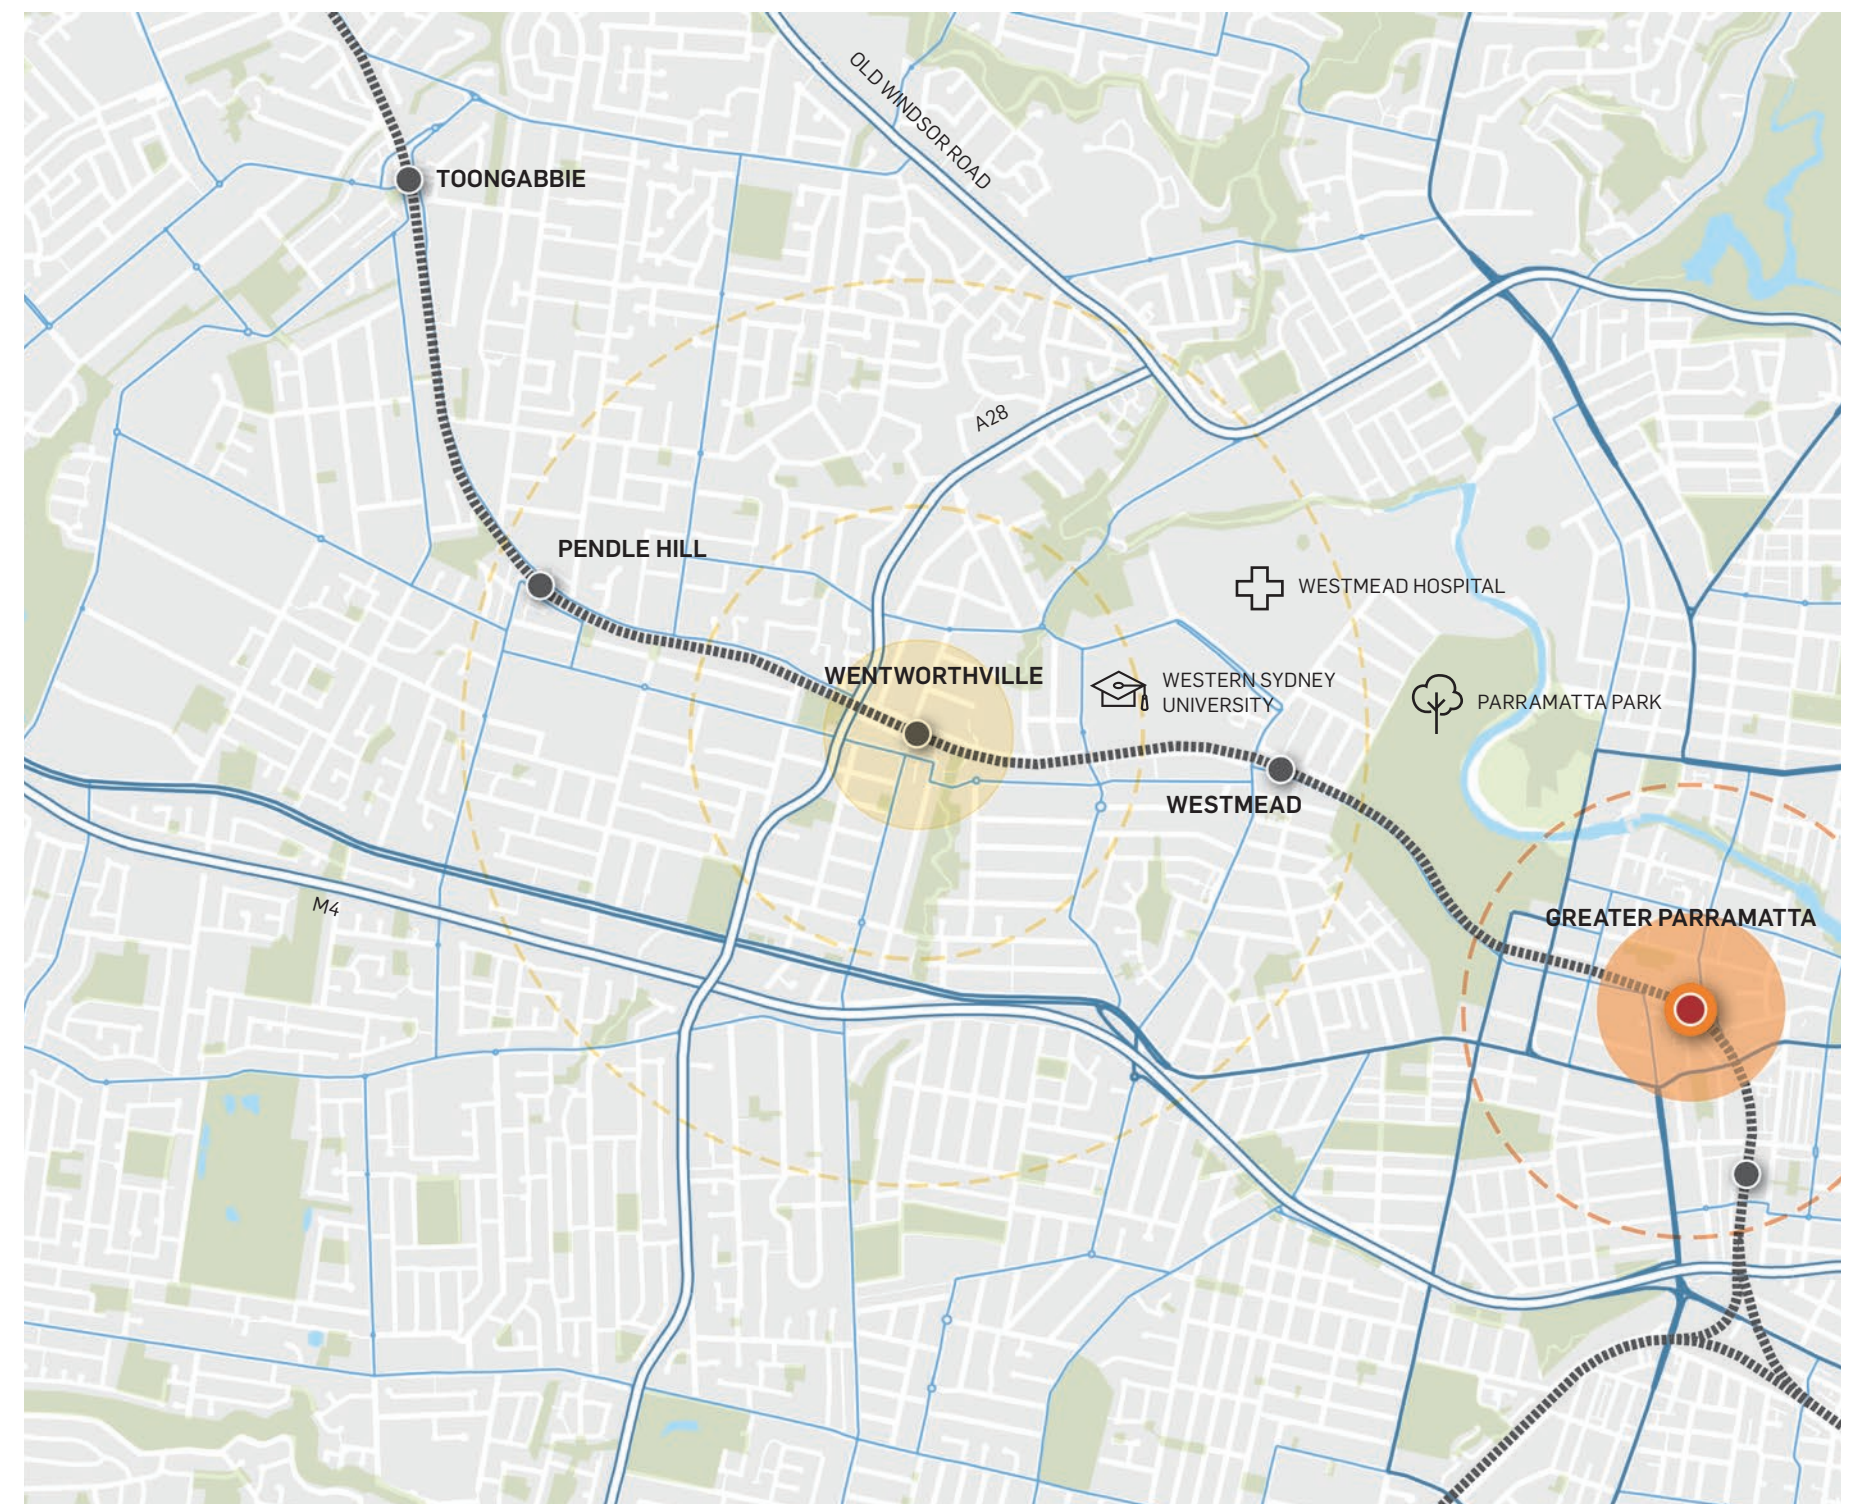 OLD WINDSOR ROAD
TOONGABBIE
A28
PENDLE HILL
WESTMEAD HOSPITAL
WENTWORTHVILLE
WESTERN SYDNEY
UNIVERSITY
PARRAMATTA PARK
WESTMEAD
M4
GREATER PARRAMATTA